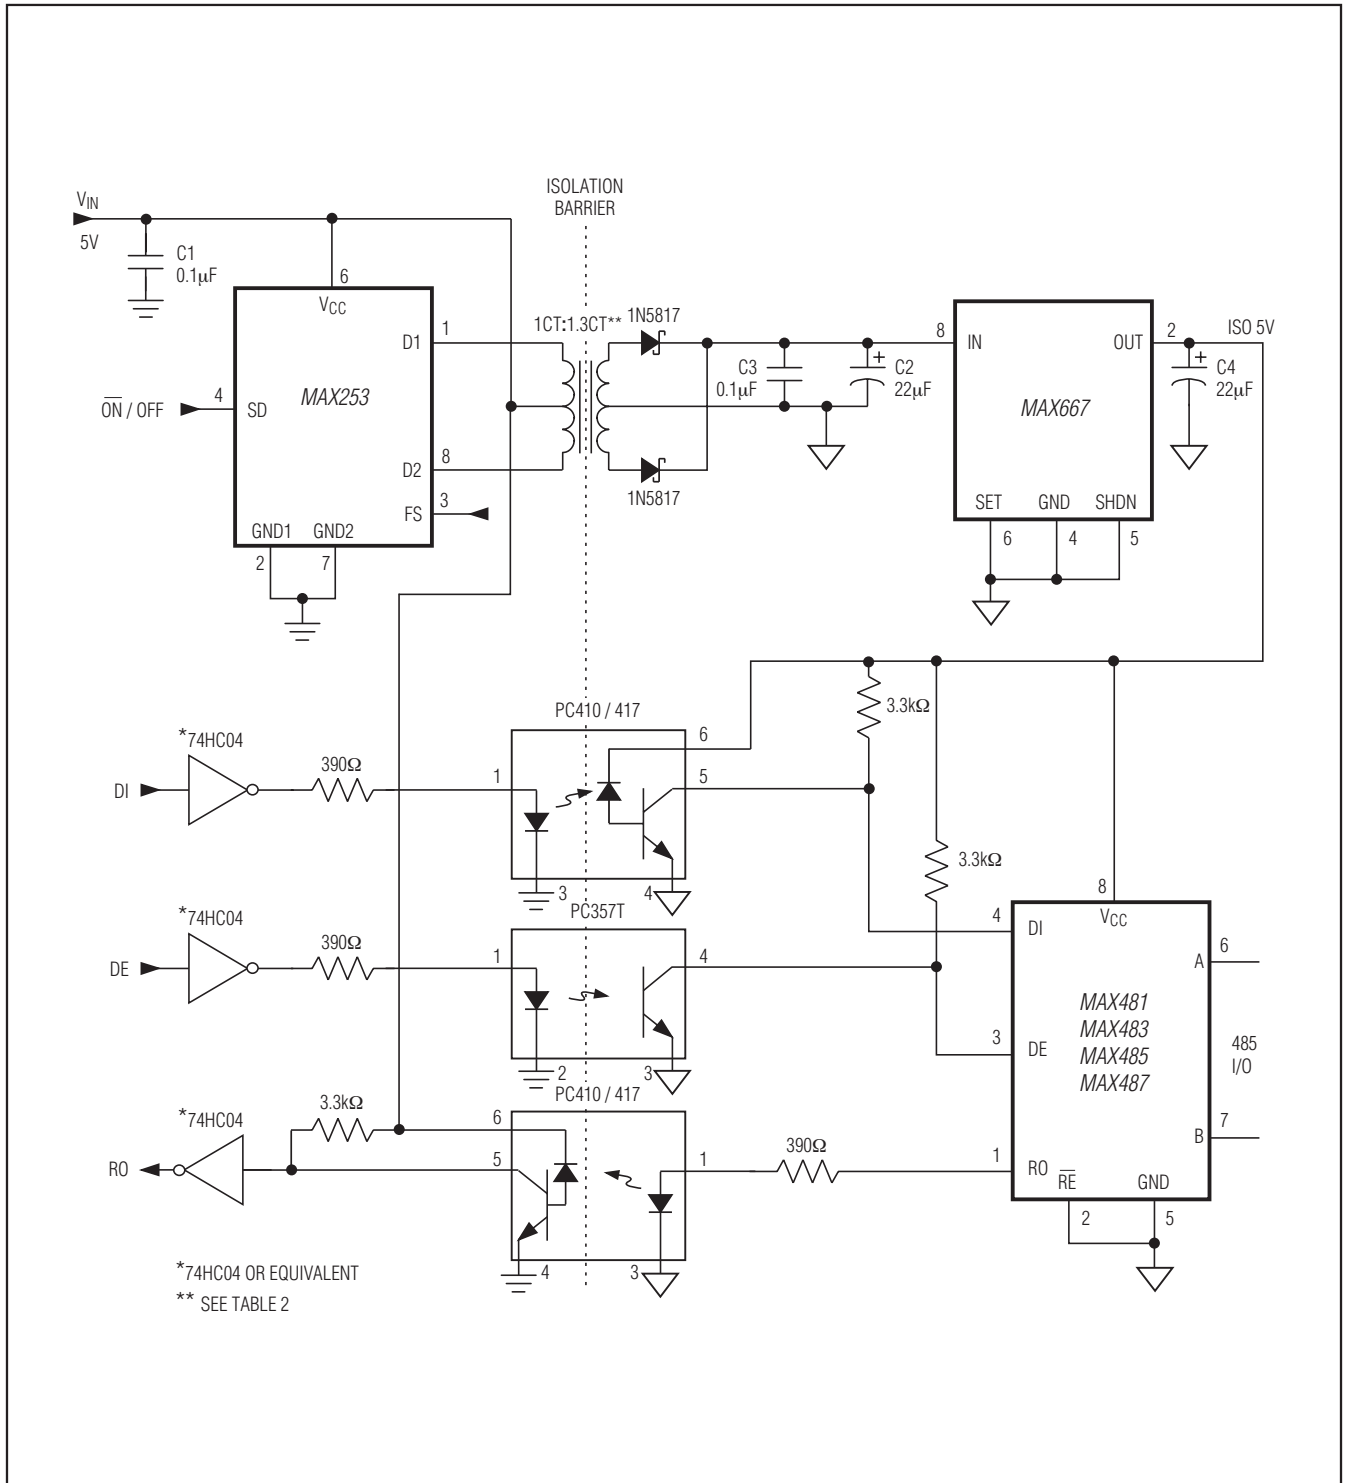 ISOLATION
BARRIER
VIN
5V
C1
0.1µF
6
VCC
D1
1
1CT:1.3CT**
1N5817
8
IN
OUT
2
ISO 5V
C3
0.1µF
+
C2
22µF
+
C4
22µF
MAX253
MAX667
ON / OFF
4
SD
D2
8
1N5817
FS
3
GND1
GND2
2
7
SET
GND
SHDN
6
4
5
PC410 / 417
3.3kΩ
*74HC04
390Ω
DI
1
6
5
3
4
3.3kΩ
PC357T
*74HC04
390Ω
DE
1
4
2
3
8
VCC
4
DI
A
6
MAX481
MAX483
MAX485
MAX487
3
DE
485
I/O
B
7
PC410 / 417
*74HC04
3.3kΩ
RO
6
5
1
390Ω
1
RO
RE
GND
2
5
4
3
*74HC04 OR EQUIVALENT
** SEE TABLE 2